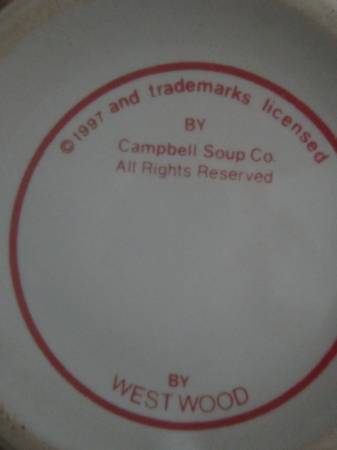 © 1997 and trademarks licensed
BY
Campbell Soup Co.
All Rights Reserved
BY
WESTWOOD